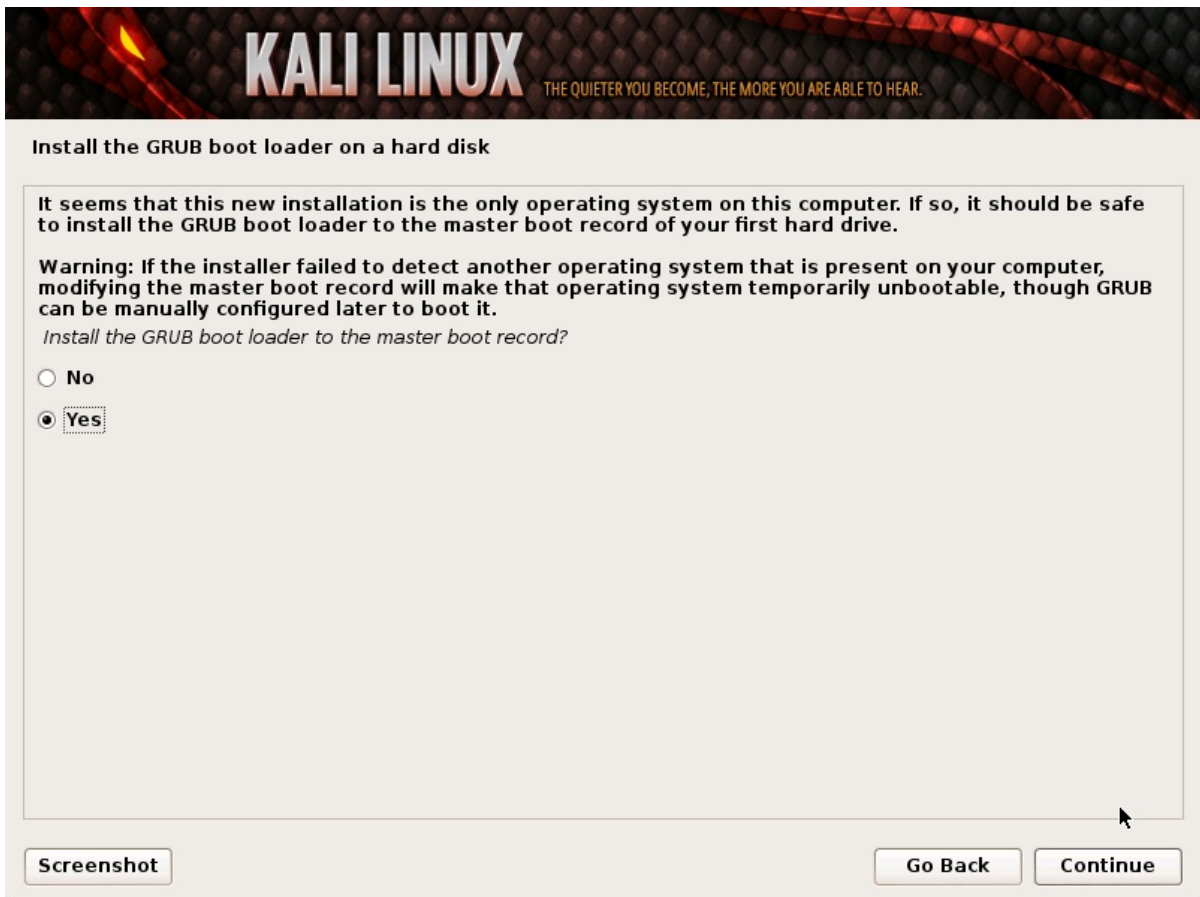 KALI LINUX
THE QUIETER YOU BECOME, THE MORE YOU ARE ABLE TO HEAR.
Install the GRUB boot loader on a hard disk
It seems that this new installation is the only operating system on this computer. If so, it should be safe
to install the GRUB boot loader to the master boot record of your first hard drive.
Warning: If the installer failed to detect another operating system that is present on your computer,
modifying the master boot record will make that operating system temporarily unbootable, though GRUB
can be manually configured later to boot it.
Install the GRUB boot loader to the master boot record?
No
Yes
Screenshot
Go Back
Continue